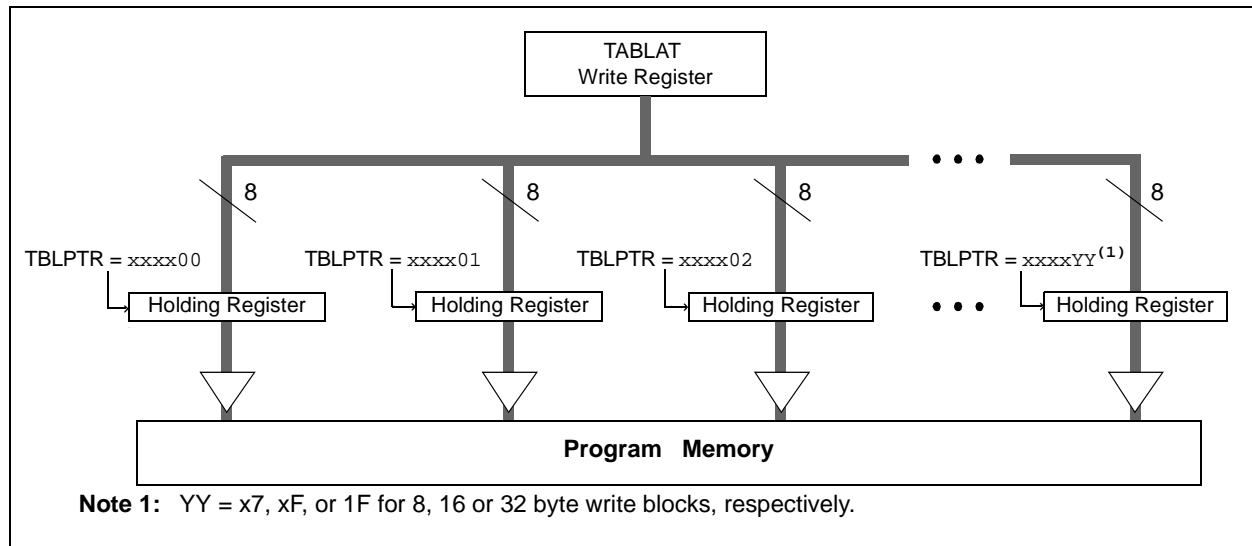 TABLAT
Write Register
8 8 8 8
TBLPTR = xxxx00 TBLPTR = xxxx01 TBLPTR = xxxx02 TBLPTR = xxxxYY(1)
Holding Register Holding Register Holding Register Holding Register
Program Memory
Note 1: YY = x7, xF, or 1F for 8, 16 or 32 byte write blocks, respectively.